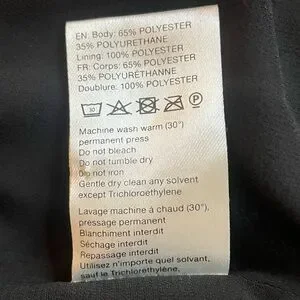 EN: Body: 65% POLYESTER
35% POLYURETHANE
Lining: 100% POLYESTER
FR: Corps: 65% POLYESTER
35% POLYURÉTHANNE
Doublure: 100% POLYESTER
30 P
Machine wash warm (30°)
permanent press
Do not bleach
Do not tumble dry
Do not iron
Gentle dry clean any solvent
except Trichloroethylene
Lavage machine à chaud (30°),
pressage permanent
Blanchiment interdit
Séchage interdit
Repassage interdit
Utilisez n'importe quel solvant,
sauf le Trichloréthylène,